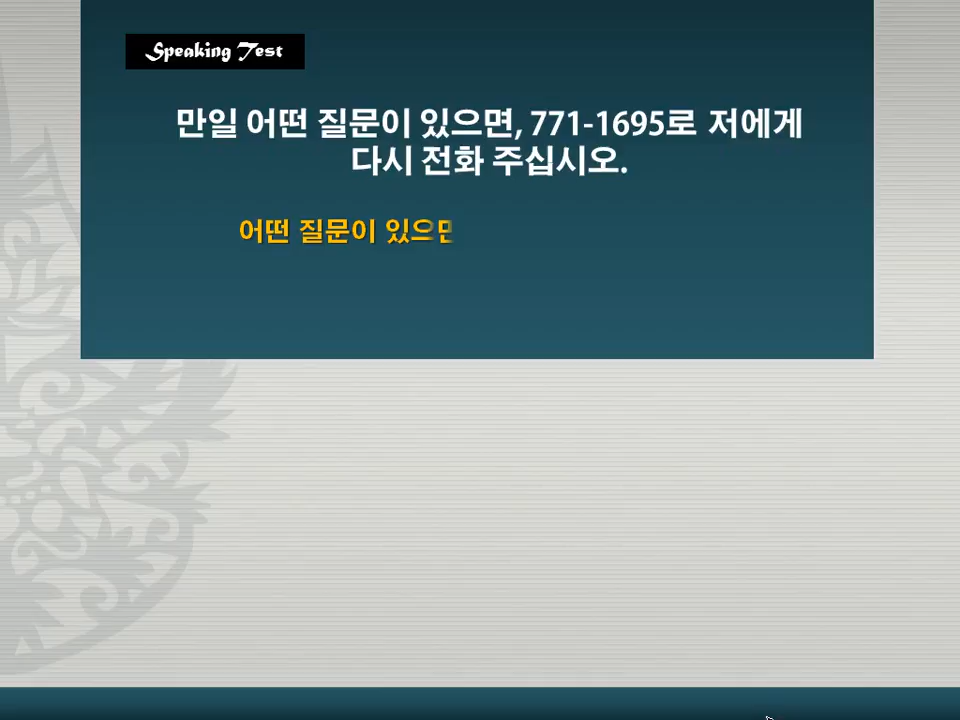 Speaking Test
만일 어떤 질문이 있으면, 771-1695로 저에게
다시 전화 주십시오.
어떤 질문이 있으면